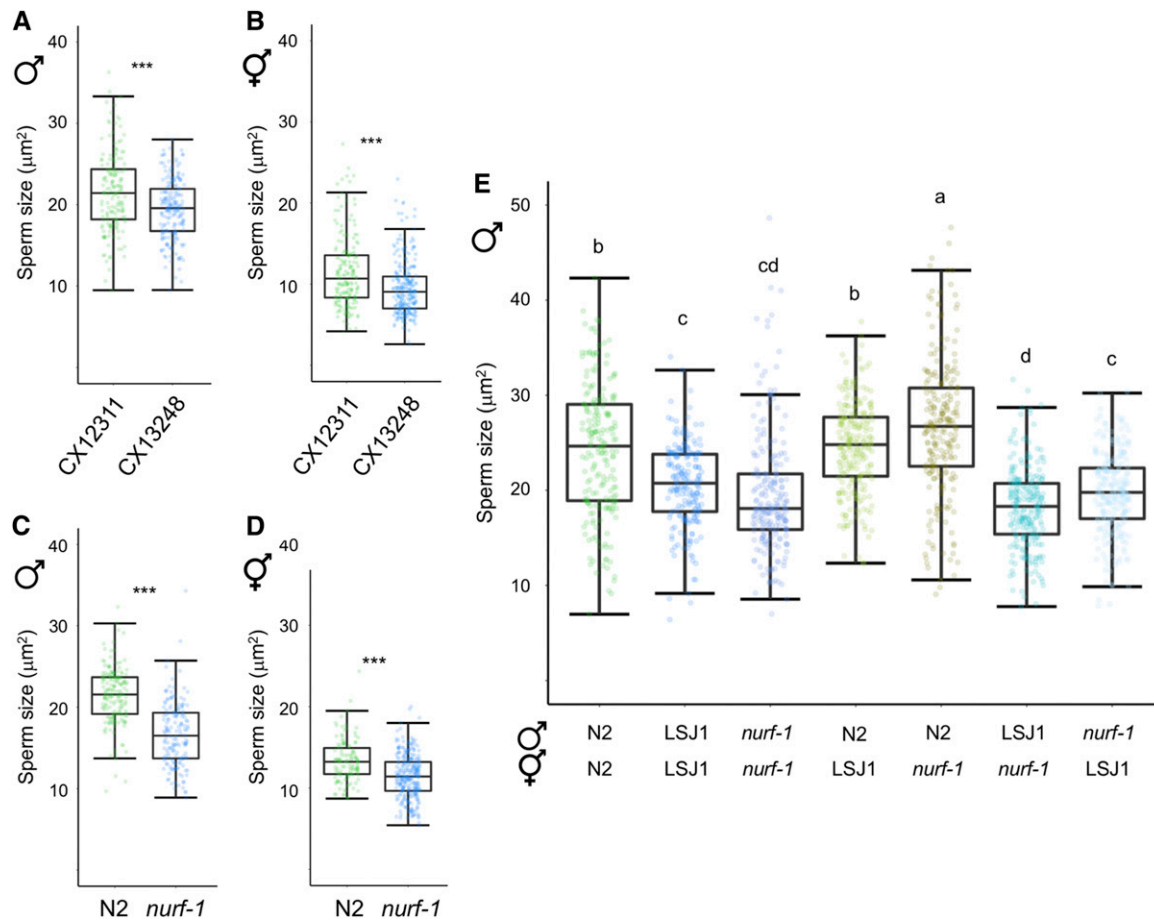 A
♂
40
30
20
10
Sperm size (μm²)
***
CX12311
CX13248
B
⚥
40
30
20
10
Sperm size (μm²)
***
CX12311
CX13248
C
♂
40
30
20
10
Sperm size (μm²)
***
N2 nurf-1
D
⚥
40
30
20
10
Sperm size (μm²)
***
N2 nurf-1
E
♂
50
40
30
20
10
Sperm size (μm²)
b c cd b a d c
♂ N2 LSJ1 nurf-1 N2 N2 LSJ1 nurf-1
⚥ N2 LSJ1 nurf-1 LSJ1 nurf-1 nurf-1 LSJ1